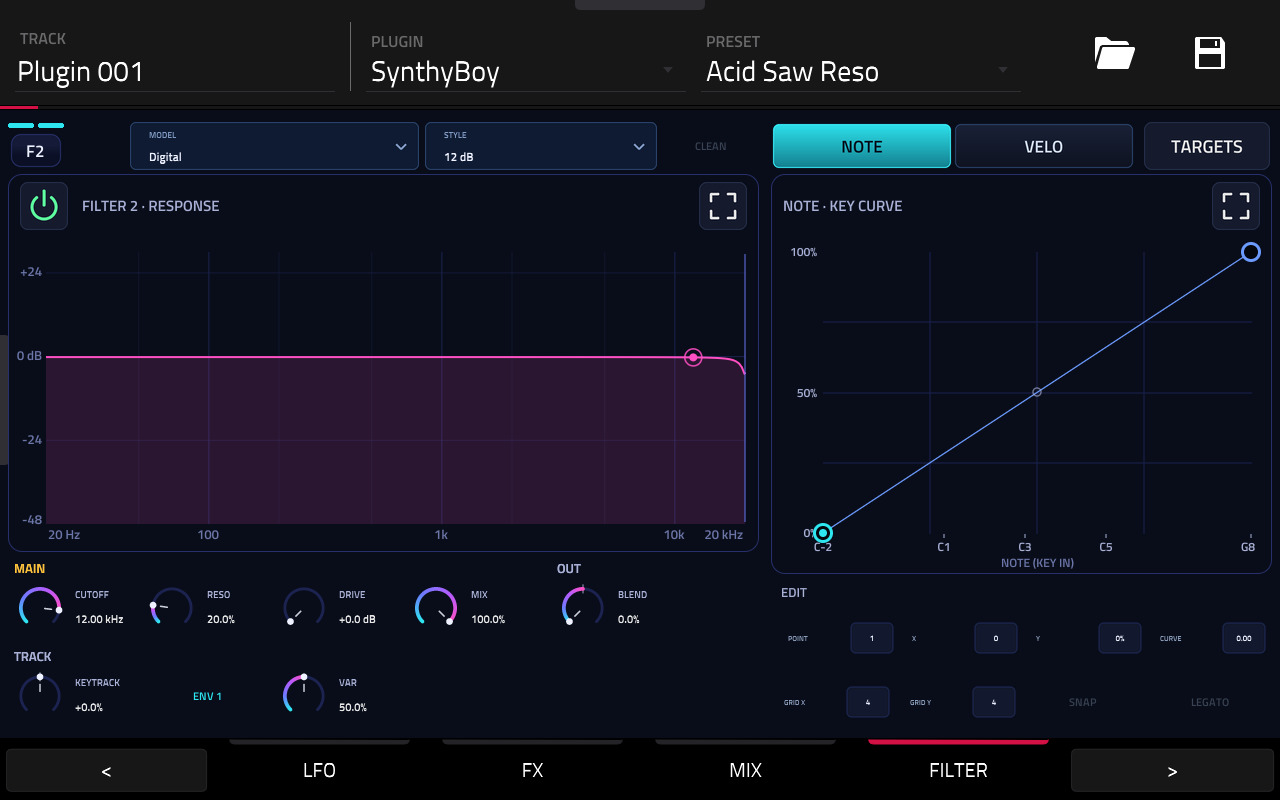 TRACK
Plugin 001
PLUGIN
SynthyBoy
PRESET
Acid Saw Reso
F2
MODEL
Digital
STYLE
12 dB
CLEAN
NOTE
VELO
TARGETS
FILTER 2 · RESPONSE
+24
0 dB
-24
-48
20 Hz
100
1k
10k
20 kHz
NOTE · KEY CURVE
100%
50%
0%
C-2
C1
C3
C5
G8
NOTE (KEY IN)
MAIN
OUT
CUTOFF
12.00 kHz
RESO
20.0%
DRIVE
+0.0 dB
MIX
100.0%
BLEND
0.0%
TRACK
KEYTRACK
+0.0%
ENV 1
VAR
50.0%
EDIT
POINT
1
X
0
Y
0%
CURVE
0.00
GRID X
4
GRID Y
4
SNAP
LEGATO
<
LFO
FX
MIX
FILTER
>